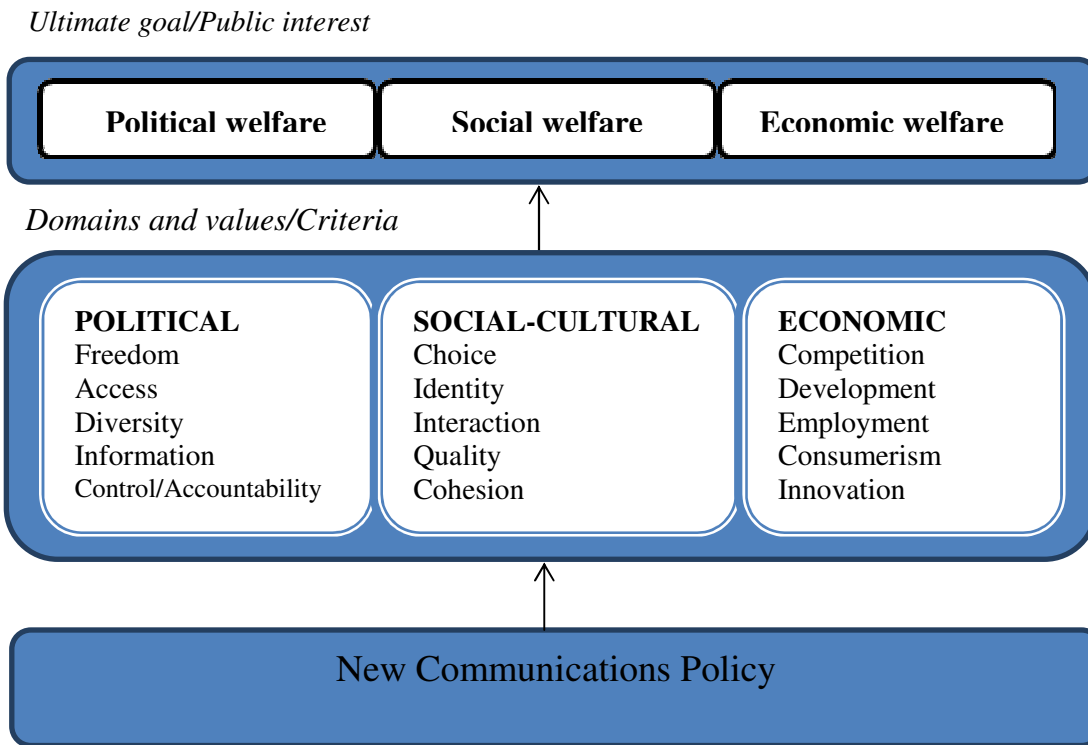 Ultimate goal/Public interest
Political welfare
Social welfare
Economic welfare
Domains and values/Criteria
POLITICAL
Freedom
Access
Diversity
Information
Control/Accountability
SOCIAL-CULTURAL
Choice
Identity
Interaction
Quality
Cohesion
ECONOMIC
Competition
Development
Employment
Consumerism
Innovation
New Communications Policy